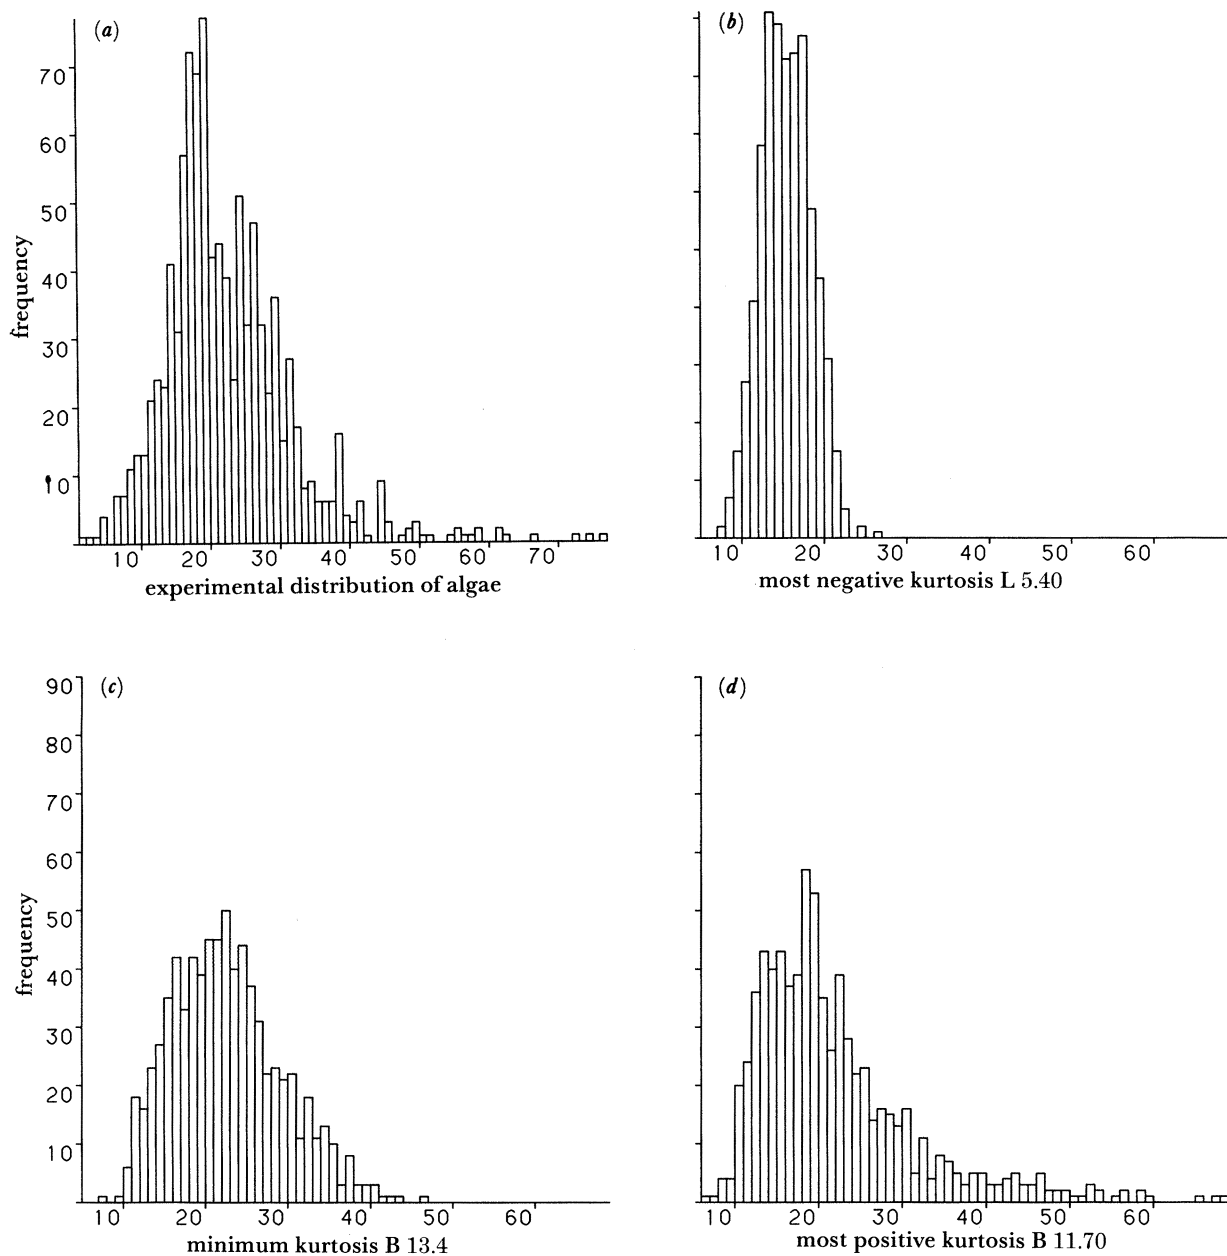 (a)
70
60
50
40
30
20
10
frequency
10 20 30 40 50 60 70
experimental distribution of algae
(b)
10 20 30 40 50 60
most negative kurtosis L 5.40
(c)
90
80
70
60
50
40
30
20
10
frequency
10 20 30 40 50 60
minimum kurtosis B 13.4
(d)
10 20 30 40 50 60
most positive kurtosis B 11.70